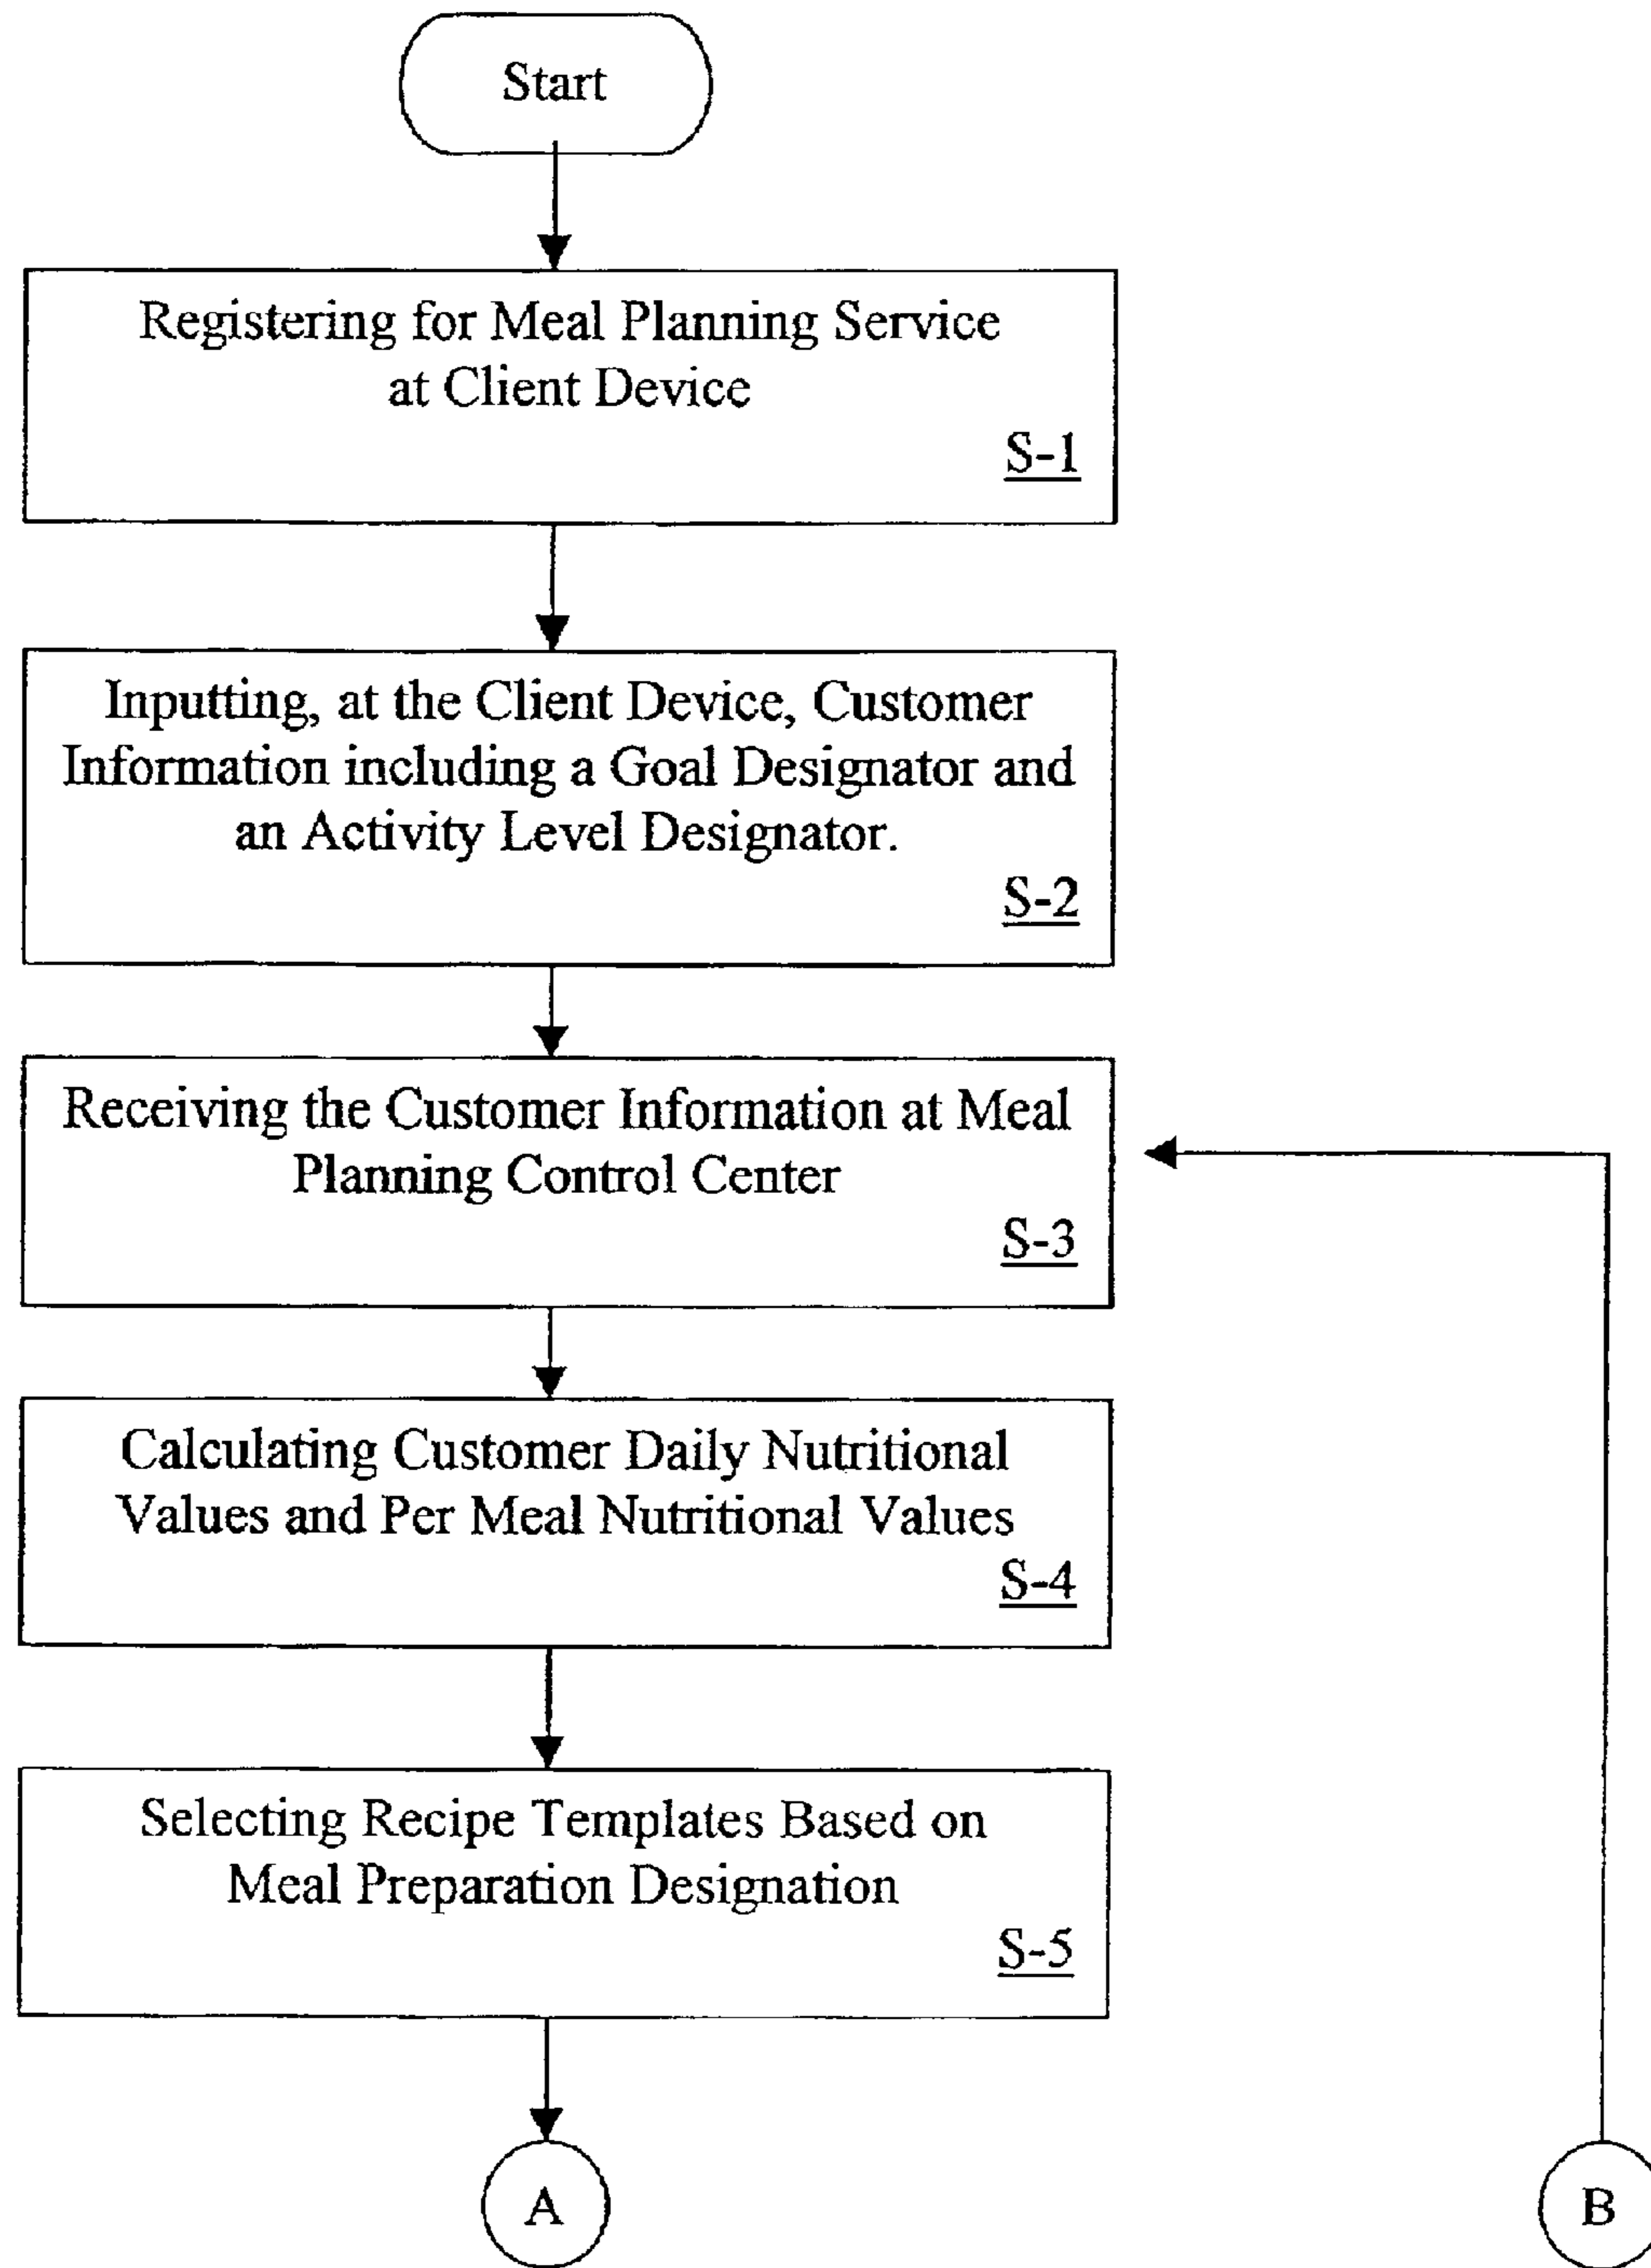 Start
Registering for Meal Planning Service
at Client Device
S-1
Inputting, at the Client Device, Customer
Information including a Goal Designator and
an Activity Level Designator.
S-2
Receiving the Customer Information at Meal
Planning Control Center
S-3
Calculating Customer Daily Nutritional
Values and Per Meal Nutritional Values
S-4
Selecting Recipe Templates Based on
Meal Preparation Designation
S-5
A
B